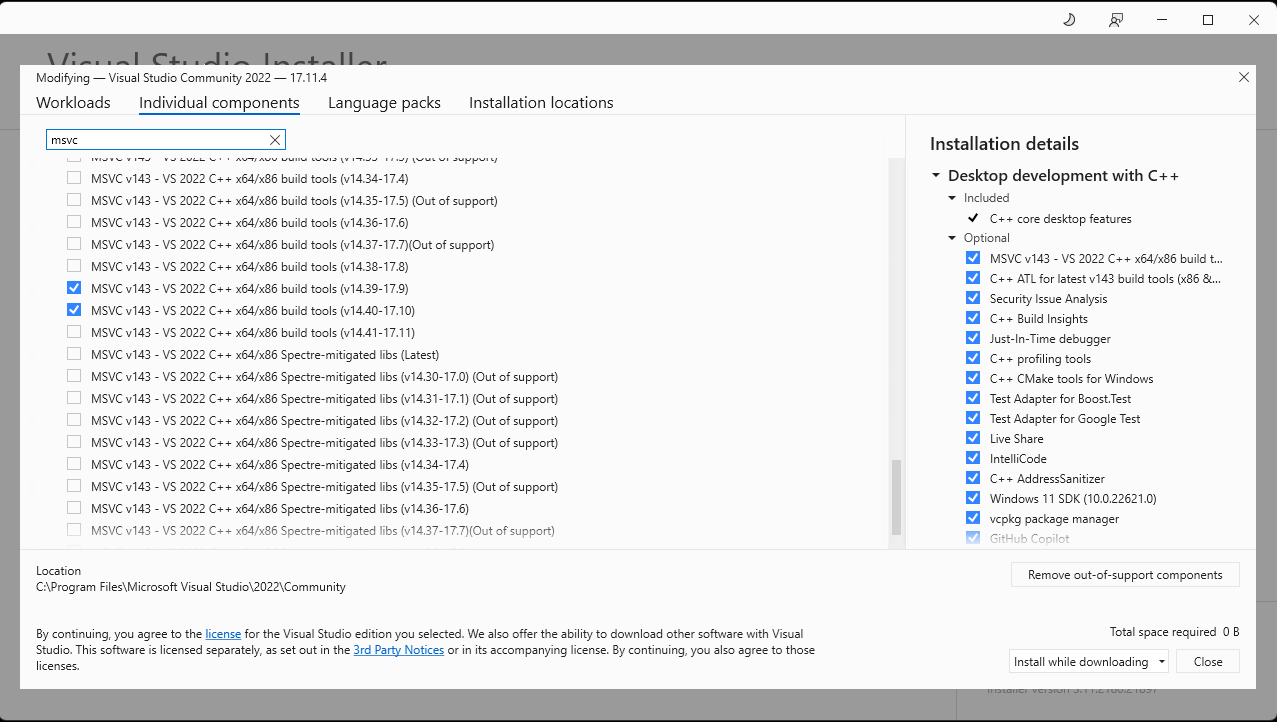 Visual Studio Installer
Modifying — Visual Studio Community 2022 — 17.11.4
Workloads
Individual components
Language packs
Installation locations
msvc
MSVC v143 - VS 2022 C++ x64/x86 build tools (v14.33-17.3) (Out of support)
MSVC v143 - VS 2022 C++ x64/x86 build tools (v14.34-17.4)
MSVC v143 - VS 2022 C++ x64/x86 build tools (v14.35-17.5) (Out of support)
MSVC v143 - VS 2022 C++ x64/x86 build tools (v14.36-17.6)
MSVC v143 - VS 2022 C++ x64/x86 build tools (v14.37-17.7)(Out of support)
MSVC v143 - VS 2022 C++ x64/x86 build tools (v14.38-17.8)
MSVC v143 - VS 2022 C++ x64/x86 build tools (v14.39-17.9)
MSVC v143 - VS 2022 C++ x64/x86 build tools (v14.40-17.10)
MSVC v143 - VS 2022 C++ x64/x86 build tools (v14.41-17.11)
MSVC v143 - VS 2022 C++ x64/x86 Spectre-mitigated libs (Latest)
MSVC v143 - VS 2022 C++ x64/x86 Spectre-mitigated libs (v14.30-17.0) (Out of support)
MSVC v143 - VS 2022 C++ x64/x86 Spectre-mitigated libs (v14.31-17.1) (Out of support)
MSVC v143 - VS 2022 C++ x64/x86 Spectre-mitigated libs (v14.32-17.2) (Out of support)
MSVC v143 - VS 2022 C++ x64/x86 Spectre-mitigated libs (v14.33-17.3) (Out of support)
MSVC v143 - VS 2022 C++ x64/x86 Spectre-mitigated libs (v14.34-17.4)
MSVC v143 - VS 2022 C++ x64/x86 Spectre-mitigated libs (v14.35-17.5) (Out of support)
MSVC v143 - VS 2022 C++ x64/x86 Spectre-mitigated libs (v14.36-17.6)
MSVC v143 - VS 2022 C++ x64/x86 Spectre-mitigated libs (v14.37-17.7)(Out of support)
Installation details
Desktop development with C++
Included
C++ core desktop features
Optional
MSVC v143 - VS 2022 C++ x64/x86 build t...
C++ ATL for latest v143 build tools (x86 &...
Security Issue Analysis
C++ Build Insights
Just-In-Time debugger
C++ profiling tools
C++ CMake tools for Windows
Test Adapter for Boost.Test
Test Adapter for Google Test
Live Share
IntelliCode
C++ AddressSanitizer
Windows 11 SDK (10.0.22621.0)
vcpkg package manager
GitHub Copilot
Location
C:\Program Files\Microsoft Visual Studio\2022\Community
Remove out-of-support components
By continuing, you agree to the license for the Visual Studio edition you selected. We also offer the ability to download other software with Visual
Studio. This software is licensed separately, as set out in the 3rd Party Notices or in its accompanying license. By continuing, you also agree to those
licenses.
Total space required 0 B
Install while downloading
Close
Installer version